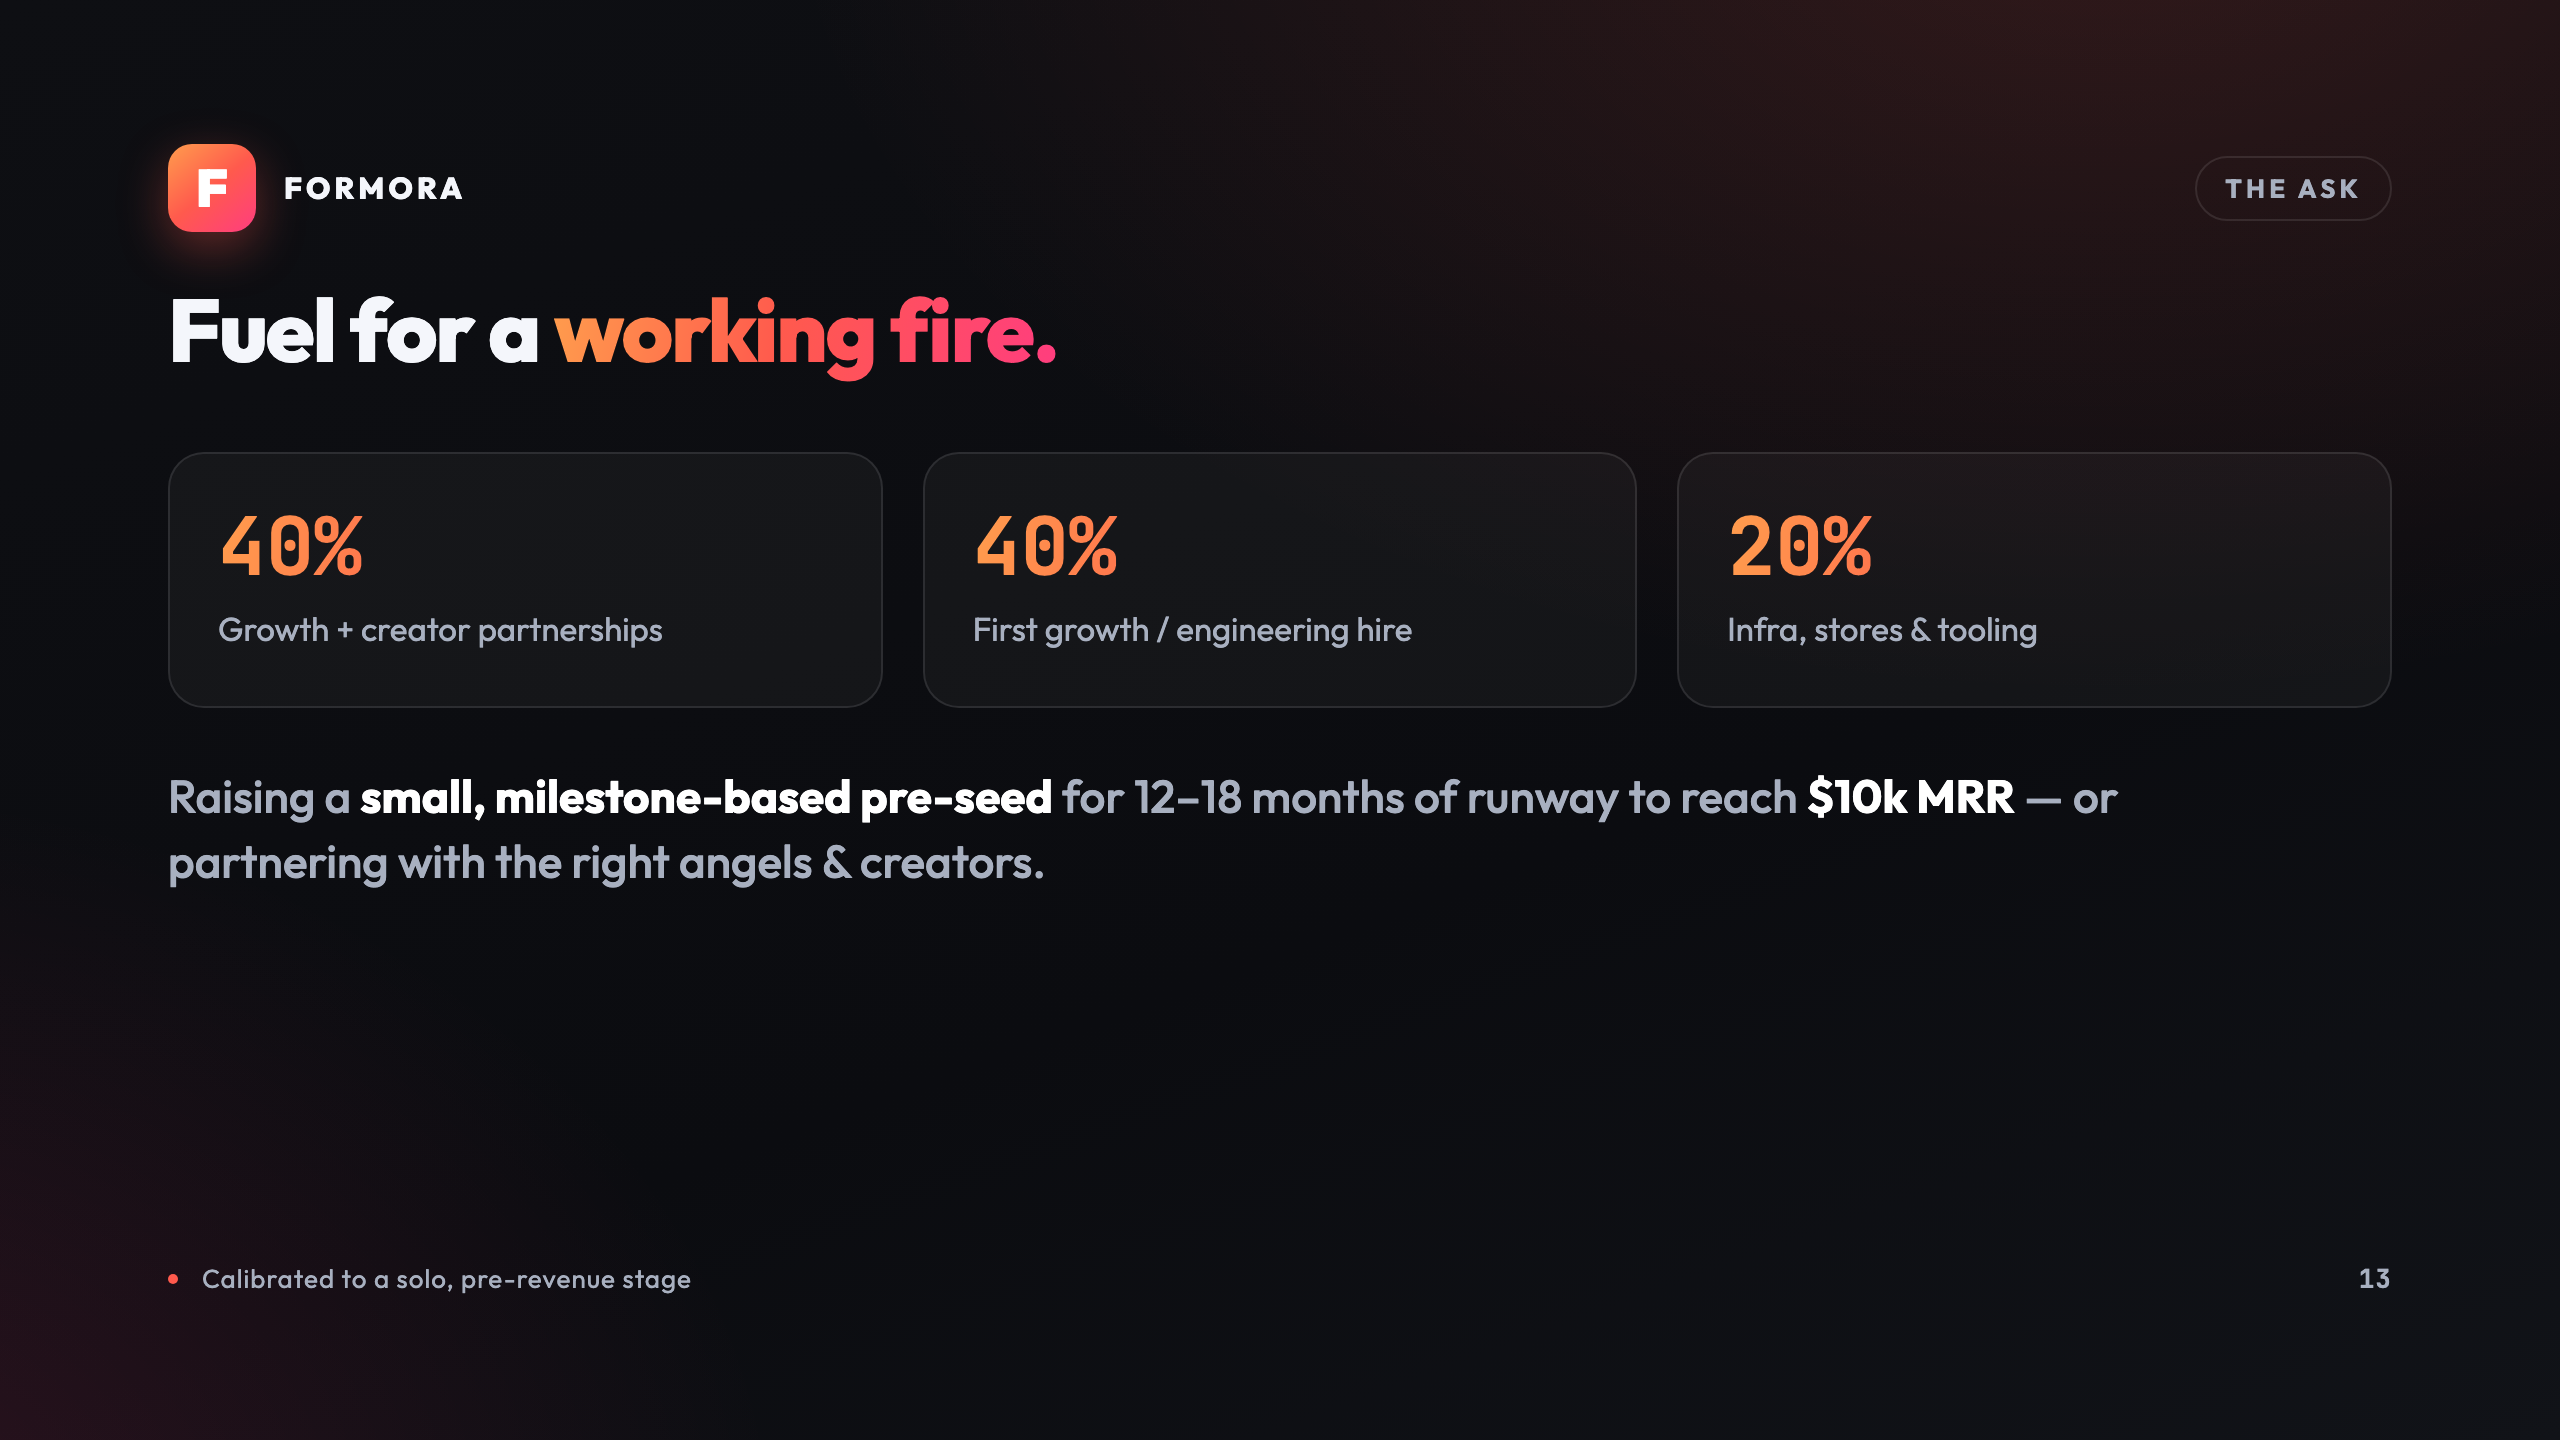 F FORMORA
THE ASK
Fuel for a working fire.
40%
Growth + creator partnerships
40%
First growth / engineering hire
20%
Infra, stores & tooling
Raising a small, milestone-based pre-seed for 12–18 months of runway to reach $10k MRR — or
partnering with the right angels & creators.
Calibrated to a solo, pre-revenue stage
13